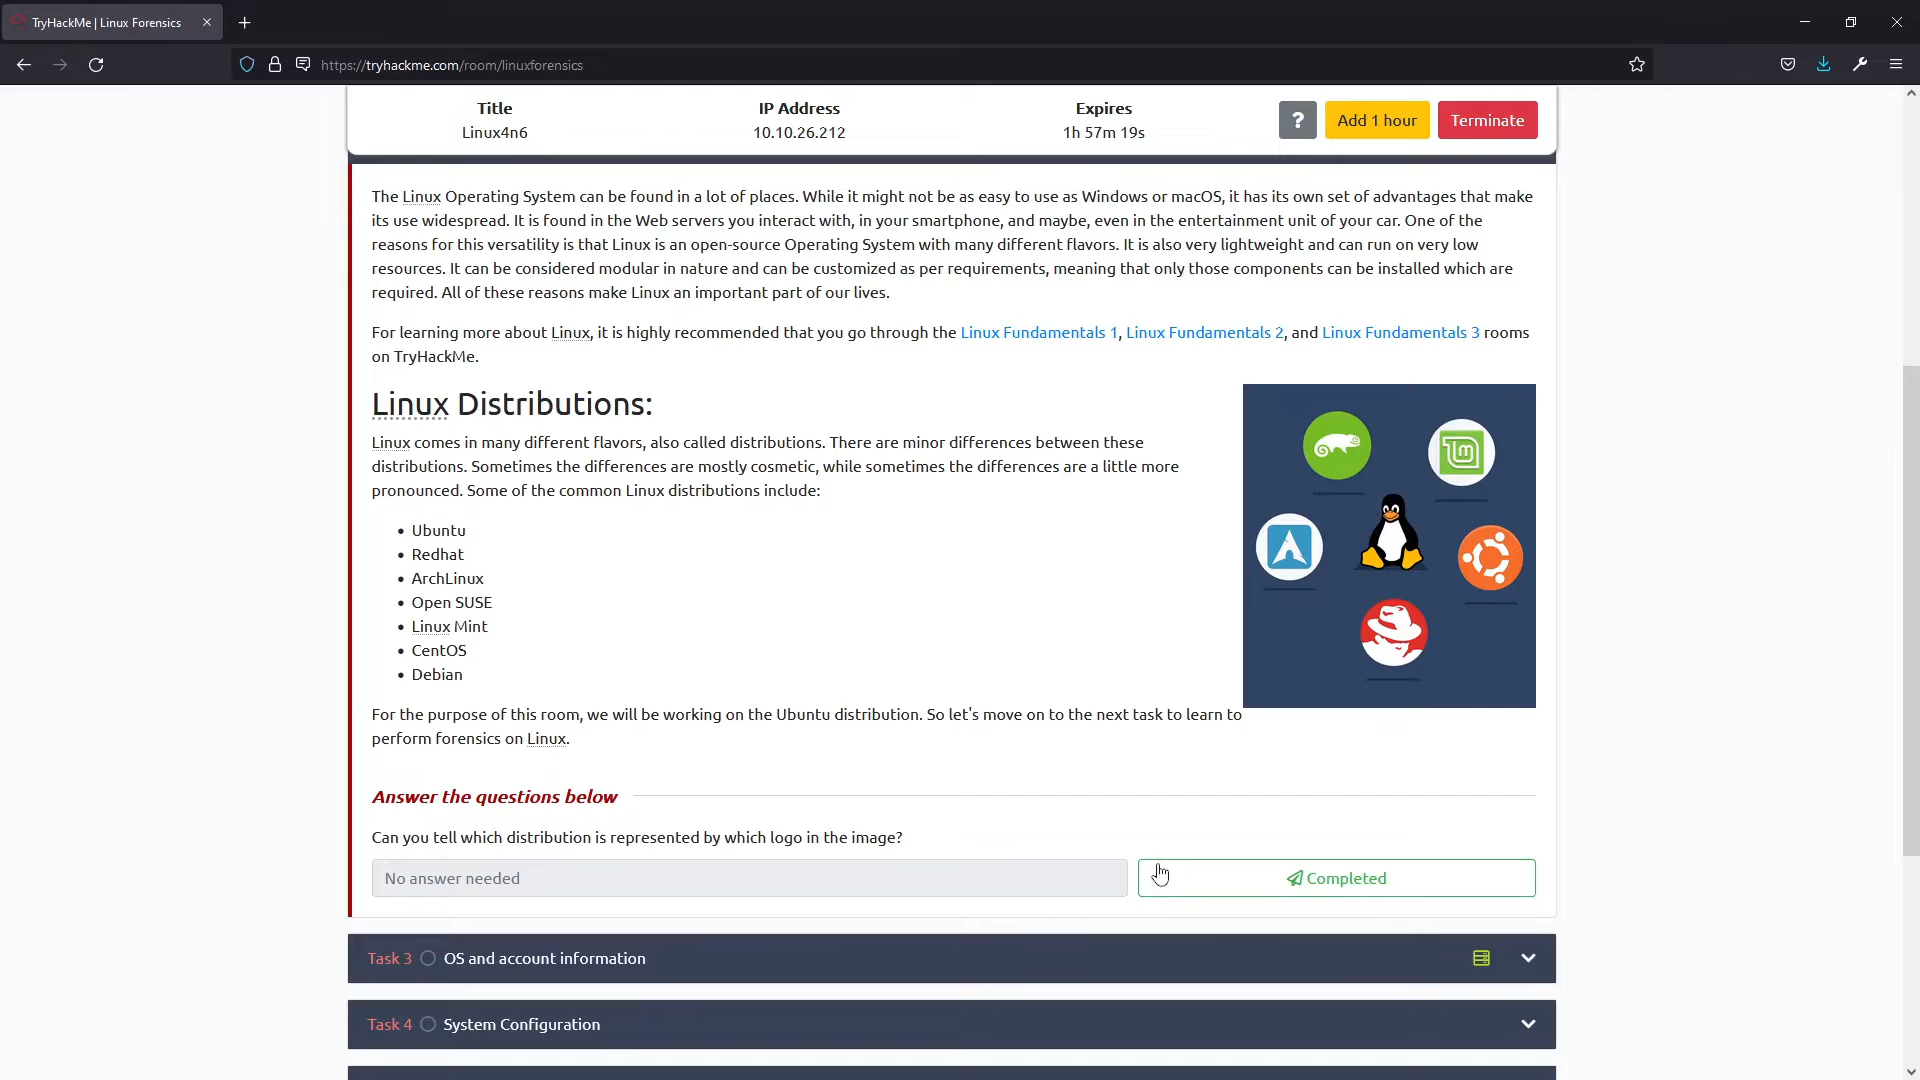 TryHackMe | Linux Forensics
https://tryhackme.com/room/linuxforensics
Title
Linux4n6
IP Address
10.10.26.212
Expires
1h 57m 19s
?
Add 1 hour
Terminate
The Linux Operating System can be found in a lot of places. While it might not be as easy to use as Windows or macOS, it has its own set of advantages that make
its use widespread. It is found in the Web servers you interact with, in your smartphone, and maybe, even in the entertainment unit of your car. One of the
reasons for this versatility is that Linux is an open-source Operating System with many different flavors. It is also very lightweight and can run on very low
resources. It can be considered modular in nature and can be customized as per requirements, meaning that only those components can be installed which are
required. All of these reasons make Linux an important part of our lives.
For learning more about Linux, it is highly recommended that you go through the Linux Fundamentals 1, Linux Fundamentals 2, and Linux Fundamentals 3 rooms
on TryHackMe.
Linux Distributions:
Linux comes in many different flavors, also called distributions. There are minor differences between these
distributions. Sometimes the differences are mostly cosmetic, while sometimes the differences are a little more
pronounced. Some of the common Linux distributions include:
• Ubuntu
• Redhat
• ArchLinux
• Open SUSE
• Linux Mint
• CentOS
• Debian
For the purpose of this room, we will be working on the Ubuntu distribution. So let's move on to the next task to learn to
perform forensics on Linux.
Answer the questions below
Can you tell which distribution is represented by which logo in the image?
No answer needed
Completed
Task 3 OS and account information
Task 4 System Configuration